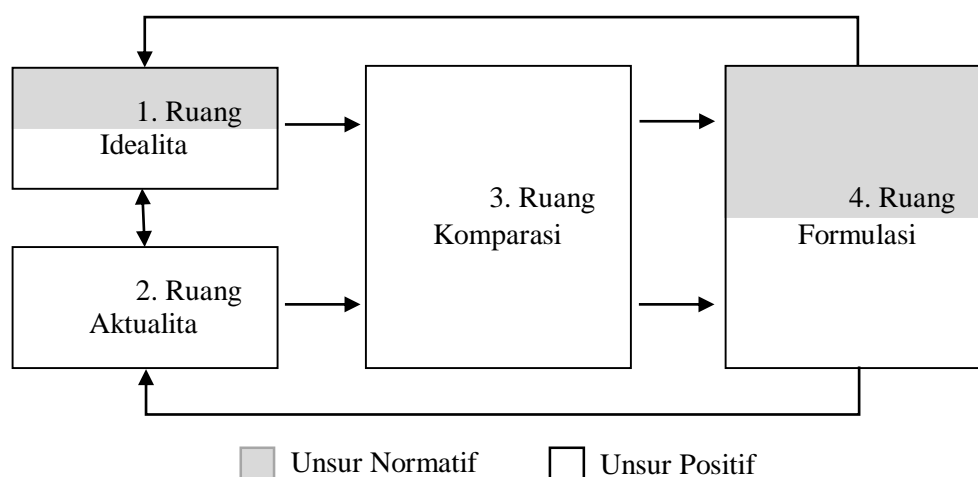 1. Ruang
Idealita
2. Ruang
Aktualita
3. Ruang
Komparasi
4. Ruang
Formulasi
Unsur Normatif
Unsur Positif